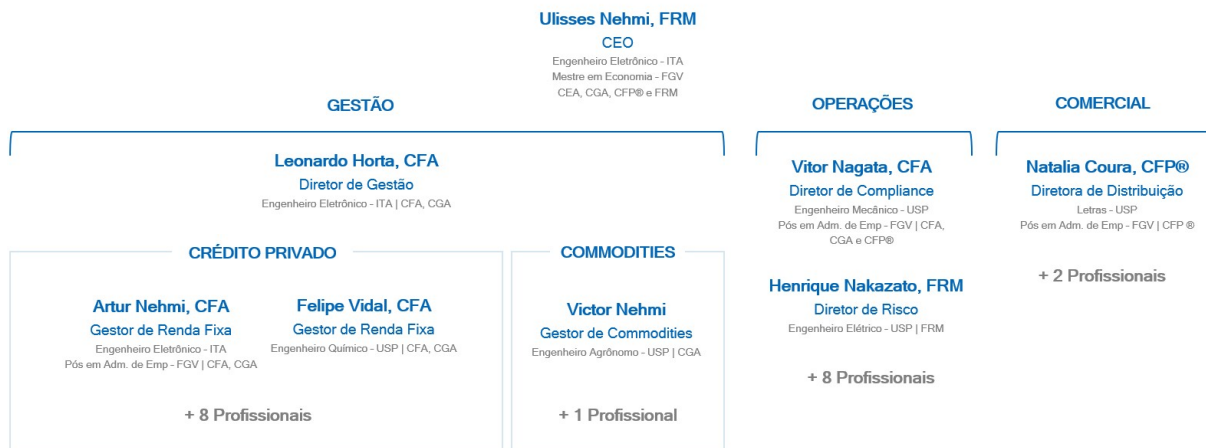 Ulisses Nehmi, FRM
CEO
Engenheiro Eletrônico - ITA
Mestre em Economia - FGV
CEA, CGA, CFP® e FRM
GESTÃO
Leonardo Horta, CFA
Diretor de Gestão
Engenheiro Eletrônico - ITA | CFA, CGA
CRÉDITO PRIVADO
Artur Nehmi, CFA
Gestor de Renda Fixa
Engenheiro Eletrônico - ITA
Pós em Adm. de Emp - FGV | CFA, CGA
Felipe Vidal, CFA
Gestor de Renda Fixa
Engenheiro Químico - USP | CFA, CGA
+ 8 Profissionais
COMMODITIES
Victor Nehmi
Gestor de Commodities
Engenheiro Agrônomo - USP | CGA
+ 1 Profissional
OPERAÇÕES
Vitor Nagata, CFA
Diretor de Compliance
Engenheiro Mecânico - USP
Pós em Adm. de Emp - FGV | CFA,
CGA e CFP®
Henrique Nakazato, FRM
Diretor de Risco
Engenheiro Elétrico - USP | FRM
+ 8 Profissionais
COMERCIAL
Natalia Coura, CFP®
Diretora de Distribuição
Letras - USP
Pós em Adm. de Emp - FGV | CFP ®
+ 2 Profissionais